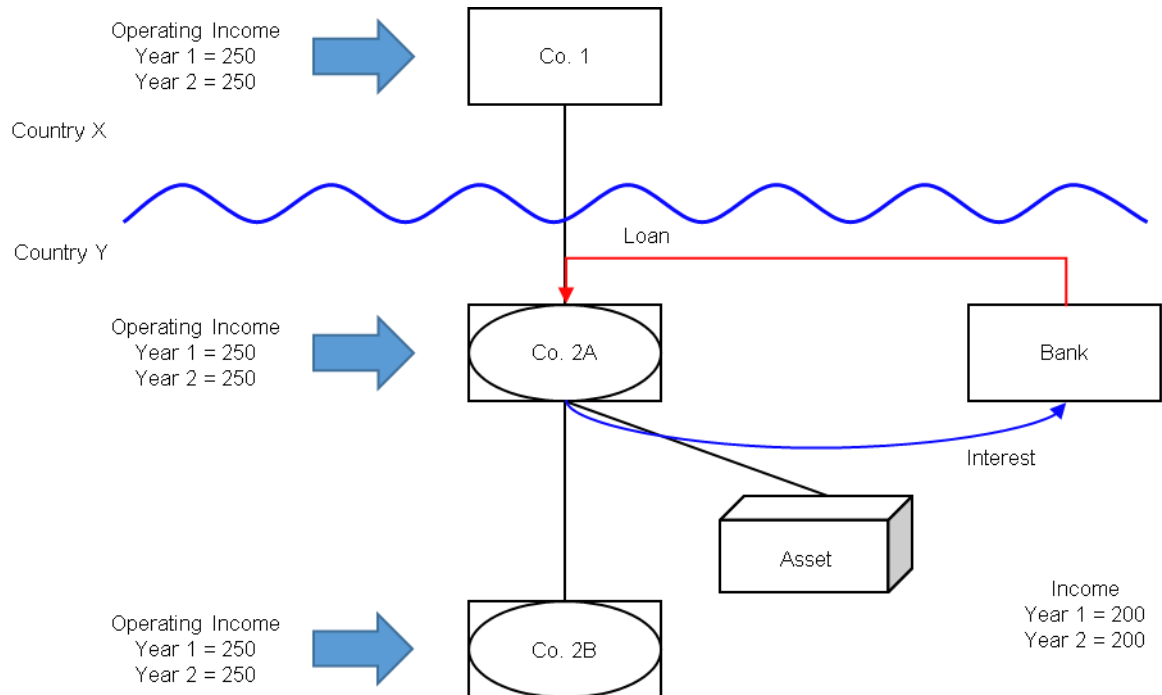 Operating Income
Year 1 = 250
Year 2 = 250
Co. 1
Country X
Country Y
Loan
Operating Income
Year 1 = 250
Year 2 = 250
Co. 2A
Bank
Interest
Asset
Income
Year 1 = 200
Year 2 = 200
Operating Income
Year 1 = 250
Year 2 = 250
Co. 2B